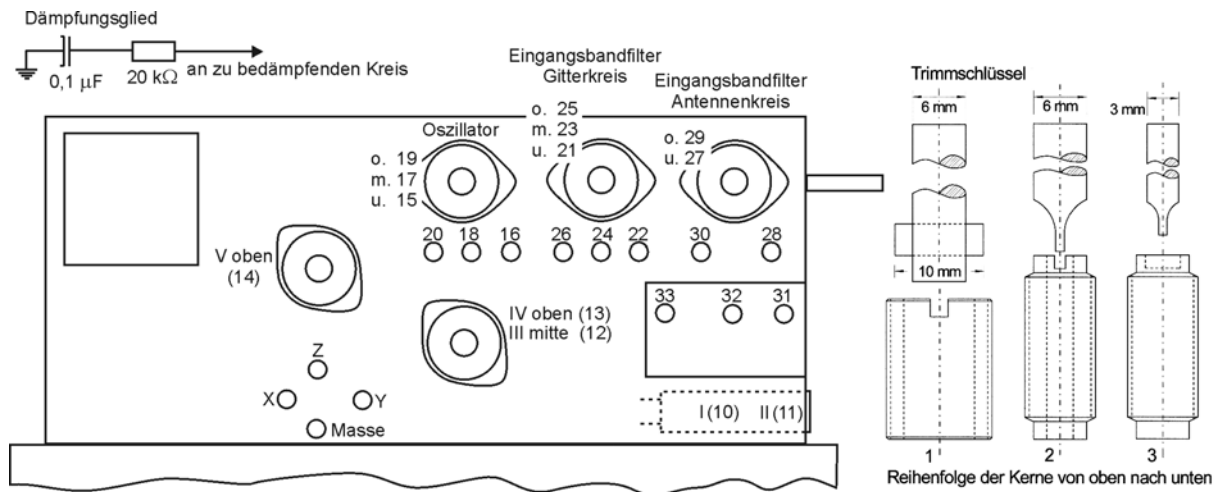 Dämpfungsglied
0,1 µF
20 kΩ
an zu bedämpfenden Kreis
Eingangsbandfilter
Gitterkreis
Eingangsbandfilter
Antennenkreis
Oszillator
o. 19
m. 17
u. 15
o. 25
m. 23
u. 21
o. 29
u. 27
20
18
16
26
24
22
30
28
V oben
(14)
IV oben (13)
III mitte (12)
33
32
31
Z
X
Y
Masse
I (10)
II (11)
Trimmschlüssel
6 mm
6 mm
3 mm
10 mm
1
2
3
Reihenfolge der Kerne von oben nach unten